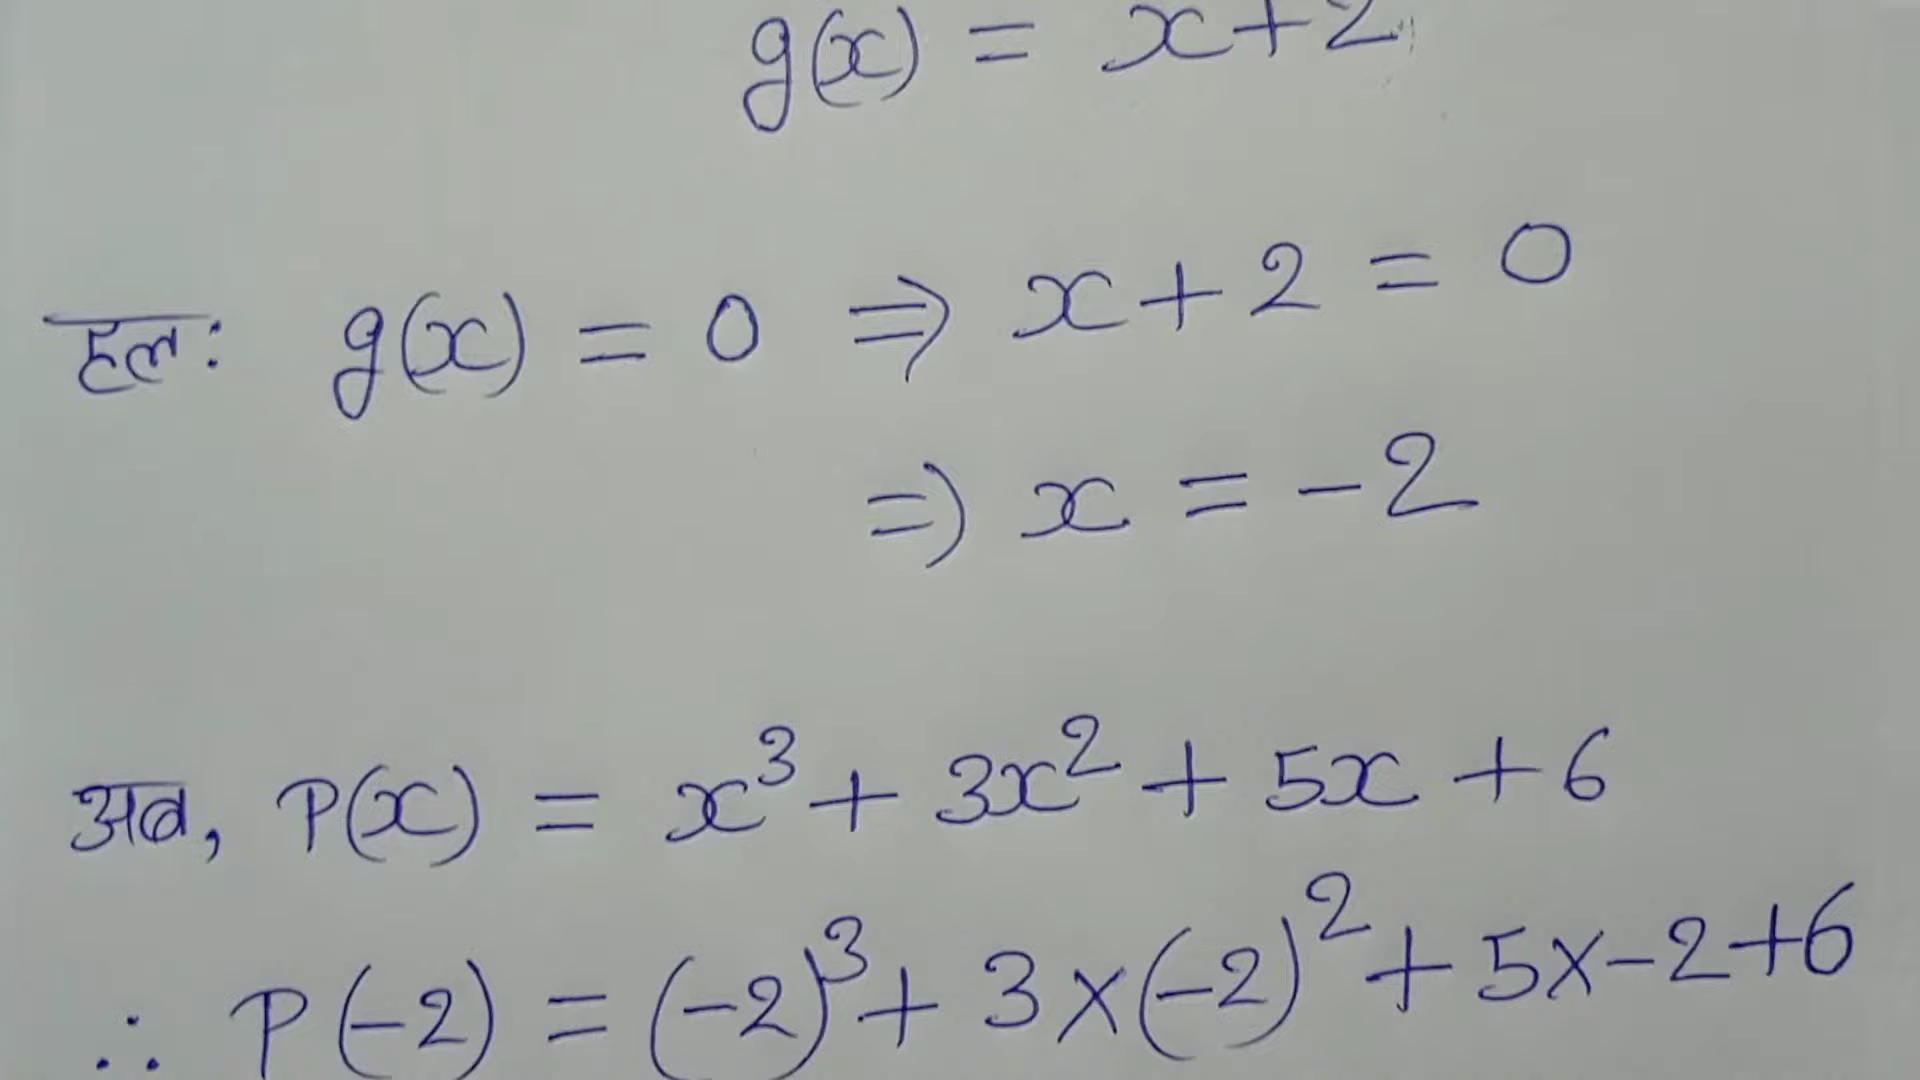 g(x) = x+2
हल: g(x) = 0 ⇒ x + 2 = 0
⇒ x = -2
अब, P(x) = x³ + 3x² + 5x + 6
∴ P(-2) = (-2)³ + 3×(-2)² + 5×-2+6